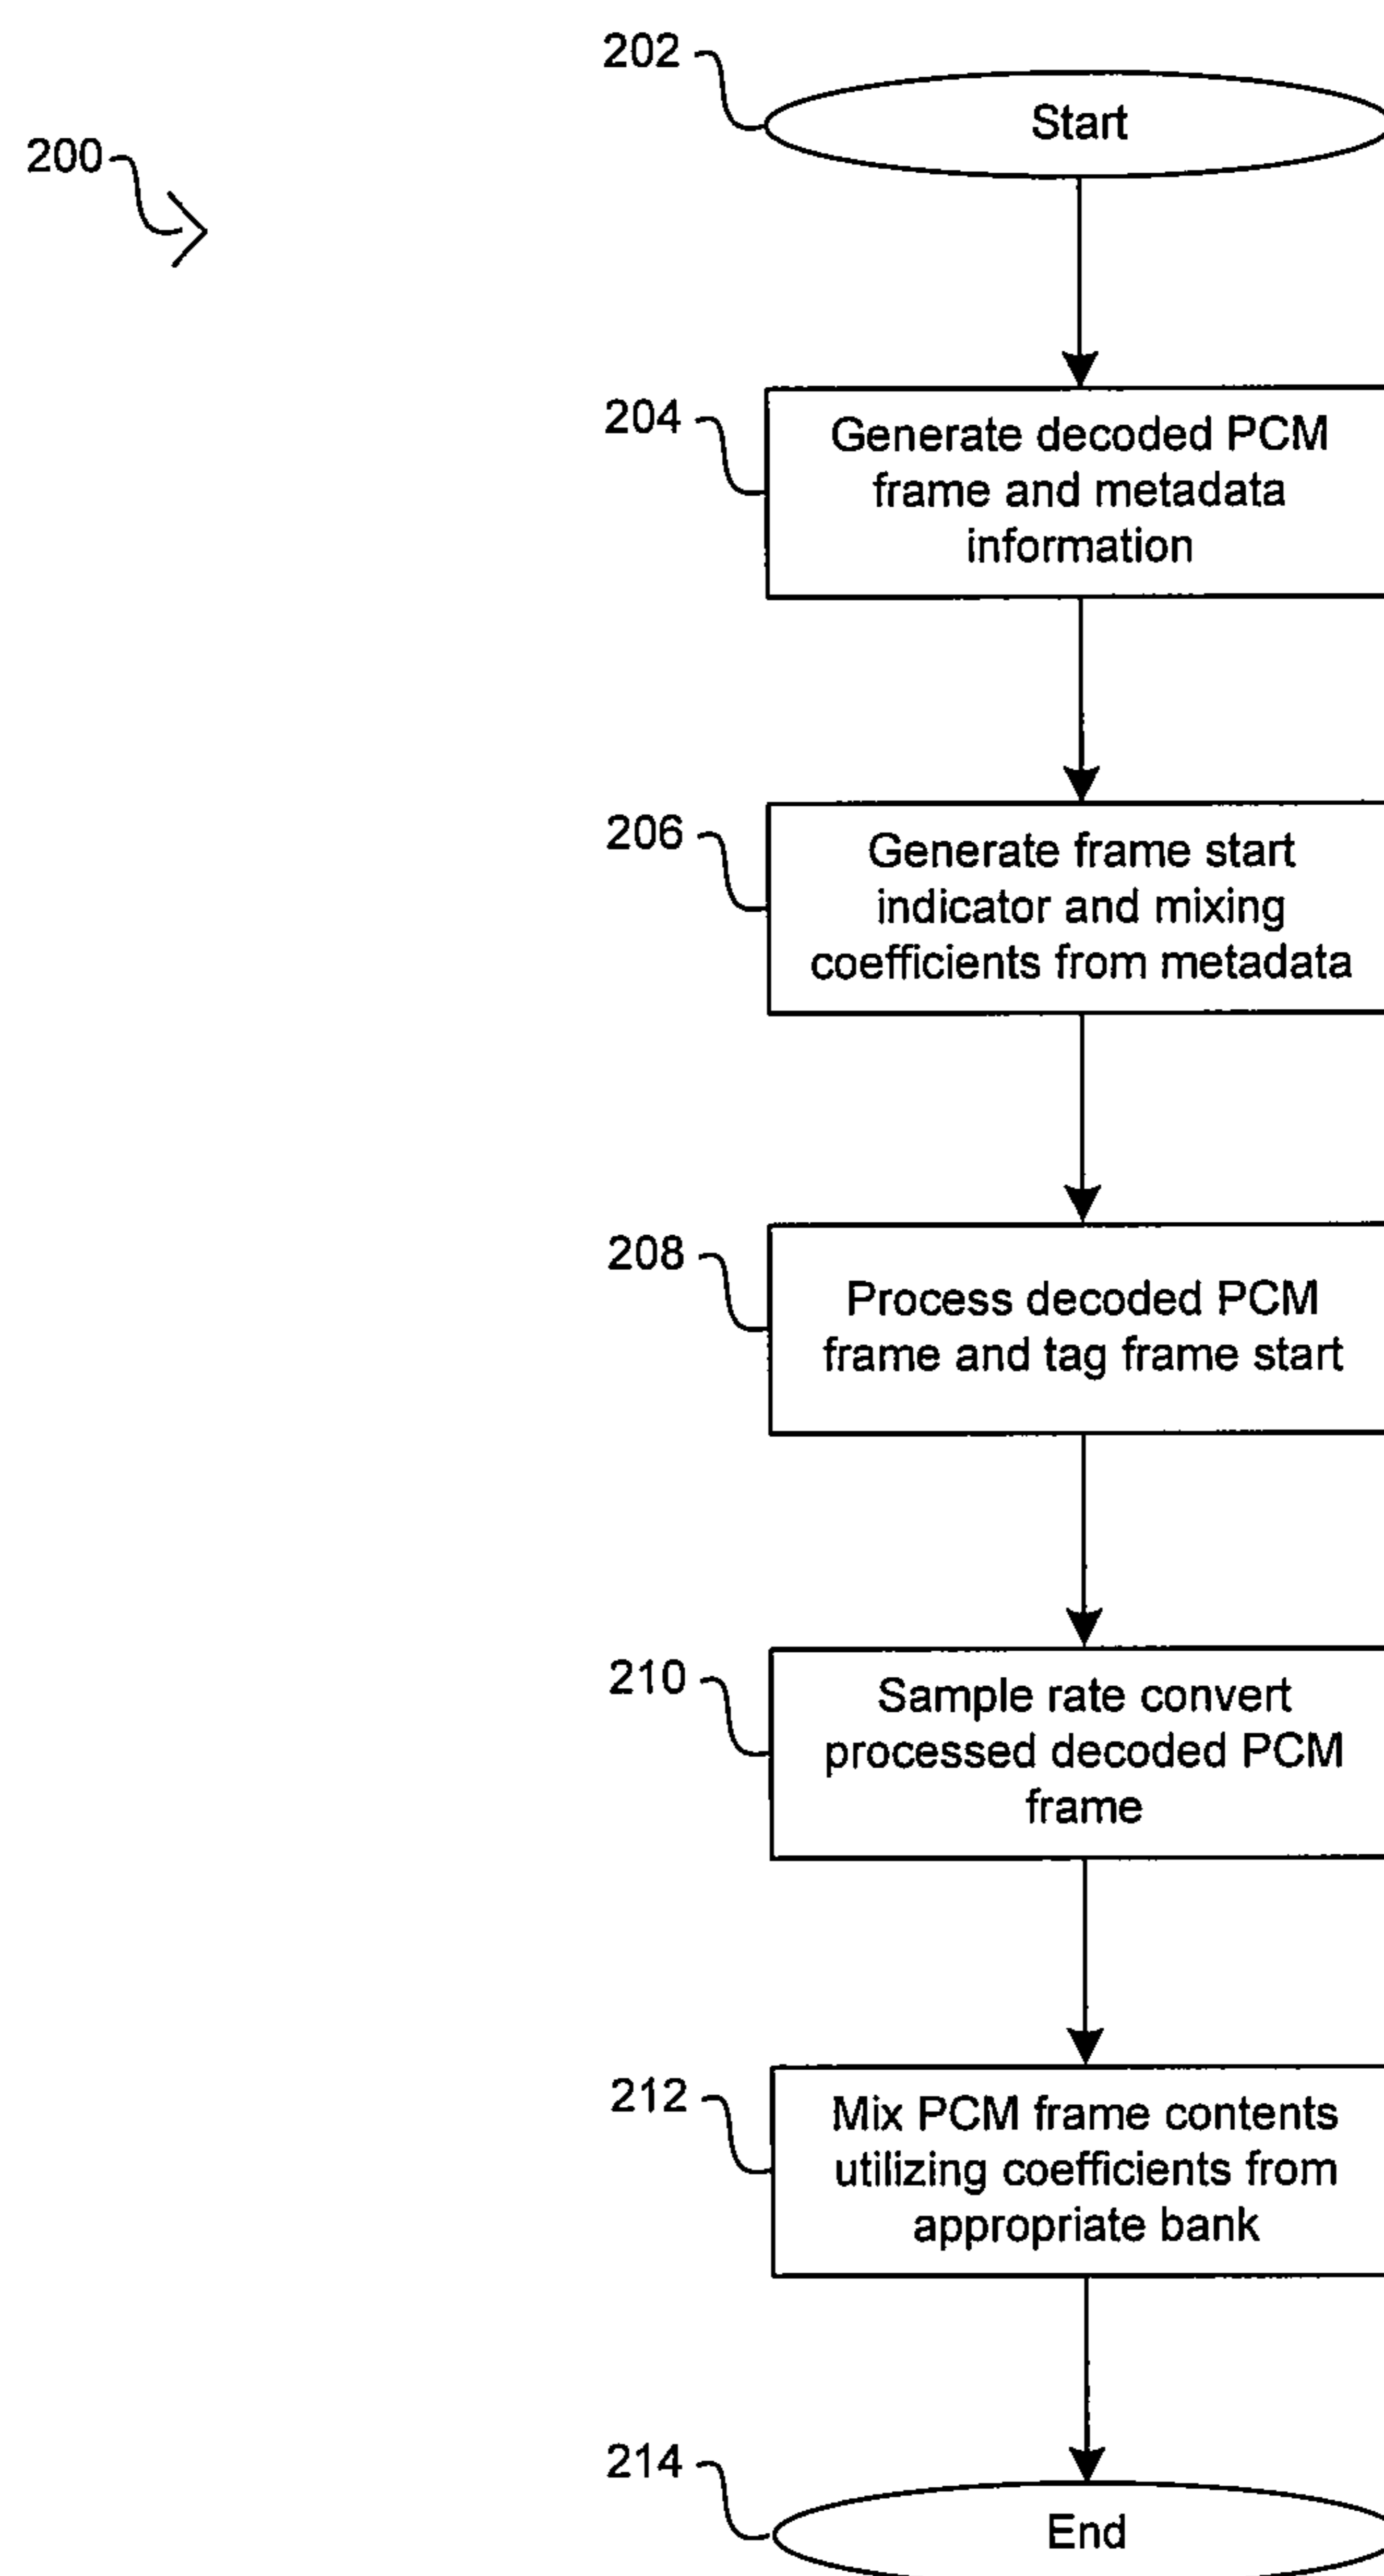 202
Start
200
204
Generate decoded PCM
frame and metadata
information
206
Generate frame start
indicator and mixing
coefficients from metadata
208
Process decoded PCM
frame and tag frame start
210
Sample rate convert
processed decoded PCM
frame
212
Mix PCM frame contents
utilizing coefficients from
appropriate bank
214
End